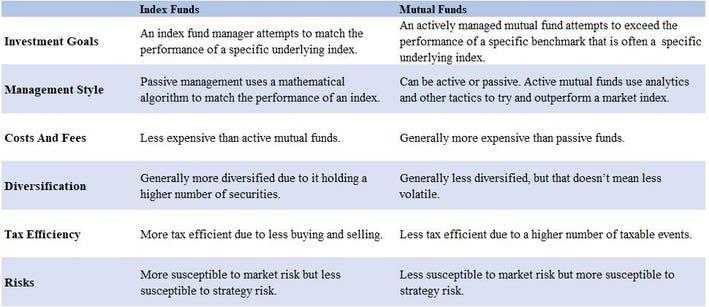 Index Funds
Mutual Funds
Investment Goals
An index fund manager attempts to match the
performance of a specific underlying index.
An actively managed mutual fund attempts to exceed the
performance of a specific benchmark that is often a specific
underlying index.
Management Style
Passive management uses a mathematical
algorithm to match the performance of an index.
Can be active or passive. Active mutual funds use analytics
and other tactics to try and outperform a market index.
Costs And Fees
Less expensive than active mutual funds.
Generally more expensive than passive funds.
Diversification
Generally more diversified due to it holding a
higher number of securities.
Generally less diversified, but that doesn’t mean less
volatile.
Tax Efficiency
More tax efficient due to less buying and selling.
Less tax efficient due to a higher number of taxable events.
Risks
More susceptible to market risk but less
susceptible to strategy risk.
Less susceptible to market risk but more susceptible to
strategy risk.